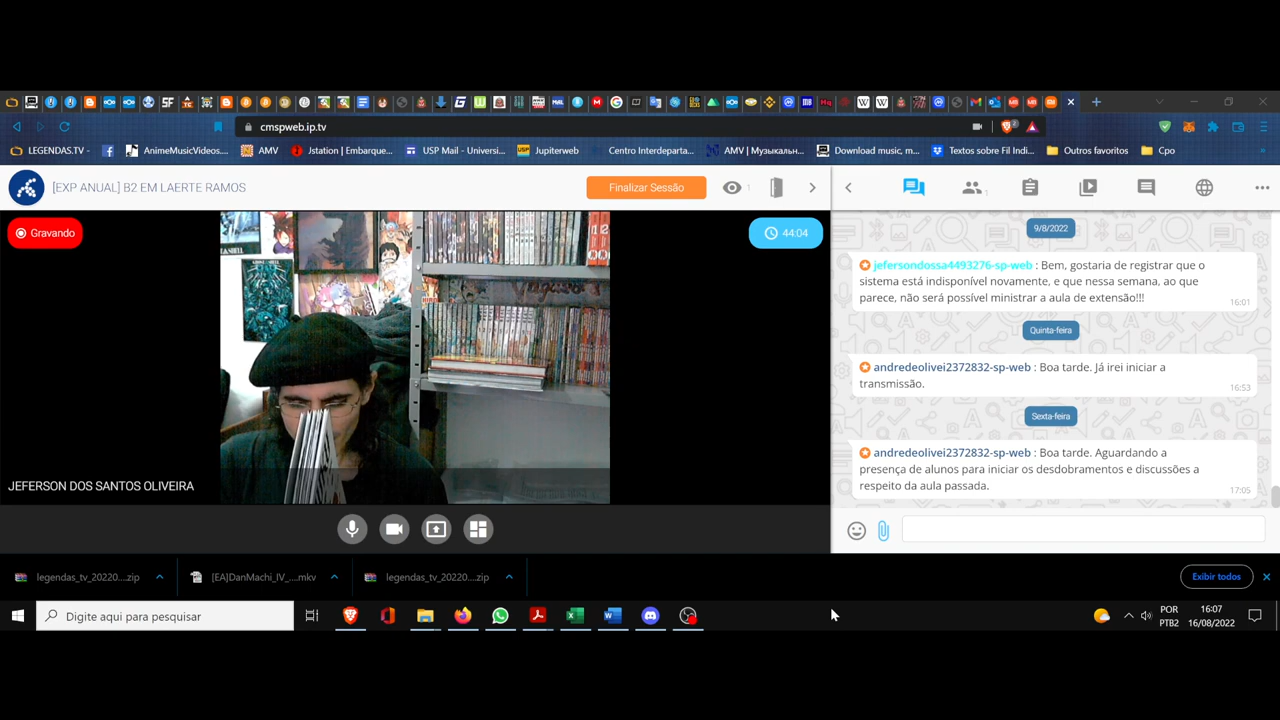 cmspweb.ip.tv
2
LEGENDAS.TV -
AnimeMusicVideos...
AMV
Jstation | Embarque...
USP Mail - Universi...
Jupiterweb
Centro Interdeparta...
AMV | Музыкальн...
Download music, m...
Textos sobre Fil Indi...
Outros favoritos
Cpo
[EXP ANUAL] B2 EM LAERTE RAMOS
Finalizar Sessão
1
1
Gravando
44:04
JEFERSON DOS SANTOS OLIVEIRA
9/8/2022
jefersondossa4493276-sp-web : Bem, gostaria de registrar que o
sistema está indisponível novamente, e que nessa semana, ao que
parece, não será possível ministrar a aula de extensão!!!
16:01
Quinta-feira
andredeolivei2372832-sp-web : Boa tarde. Já irei iniciar a
transmissão.
16:53
Sexta-feira
andredeolivei2372832-sp-web : Boa tarde. Aguardando a
presença de alunos para iniciar os desdobramentos e discussões a
respeito da aula passada.
17:05
legendas_tv_20220....zip
[EA]DanMachi_IV_....mkv
legendas_tv_20220....zip
Exibir todos
Digite aqui para pesquisar
POR
PTB2
16:07
16/08/2022